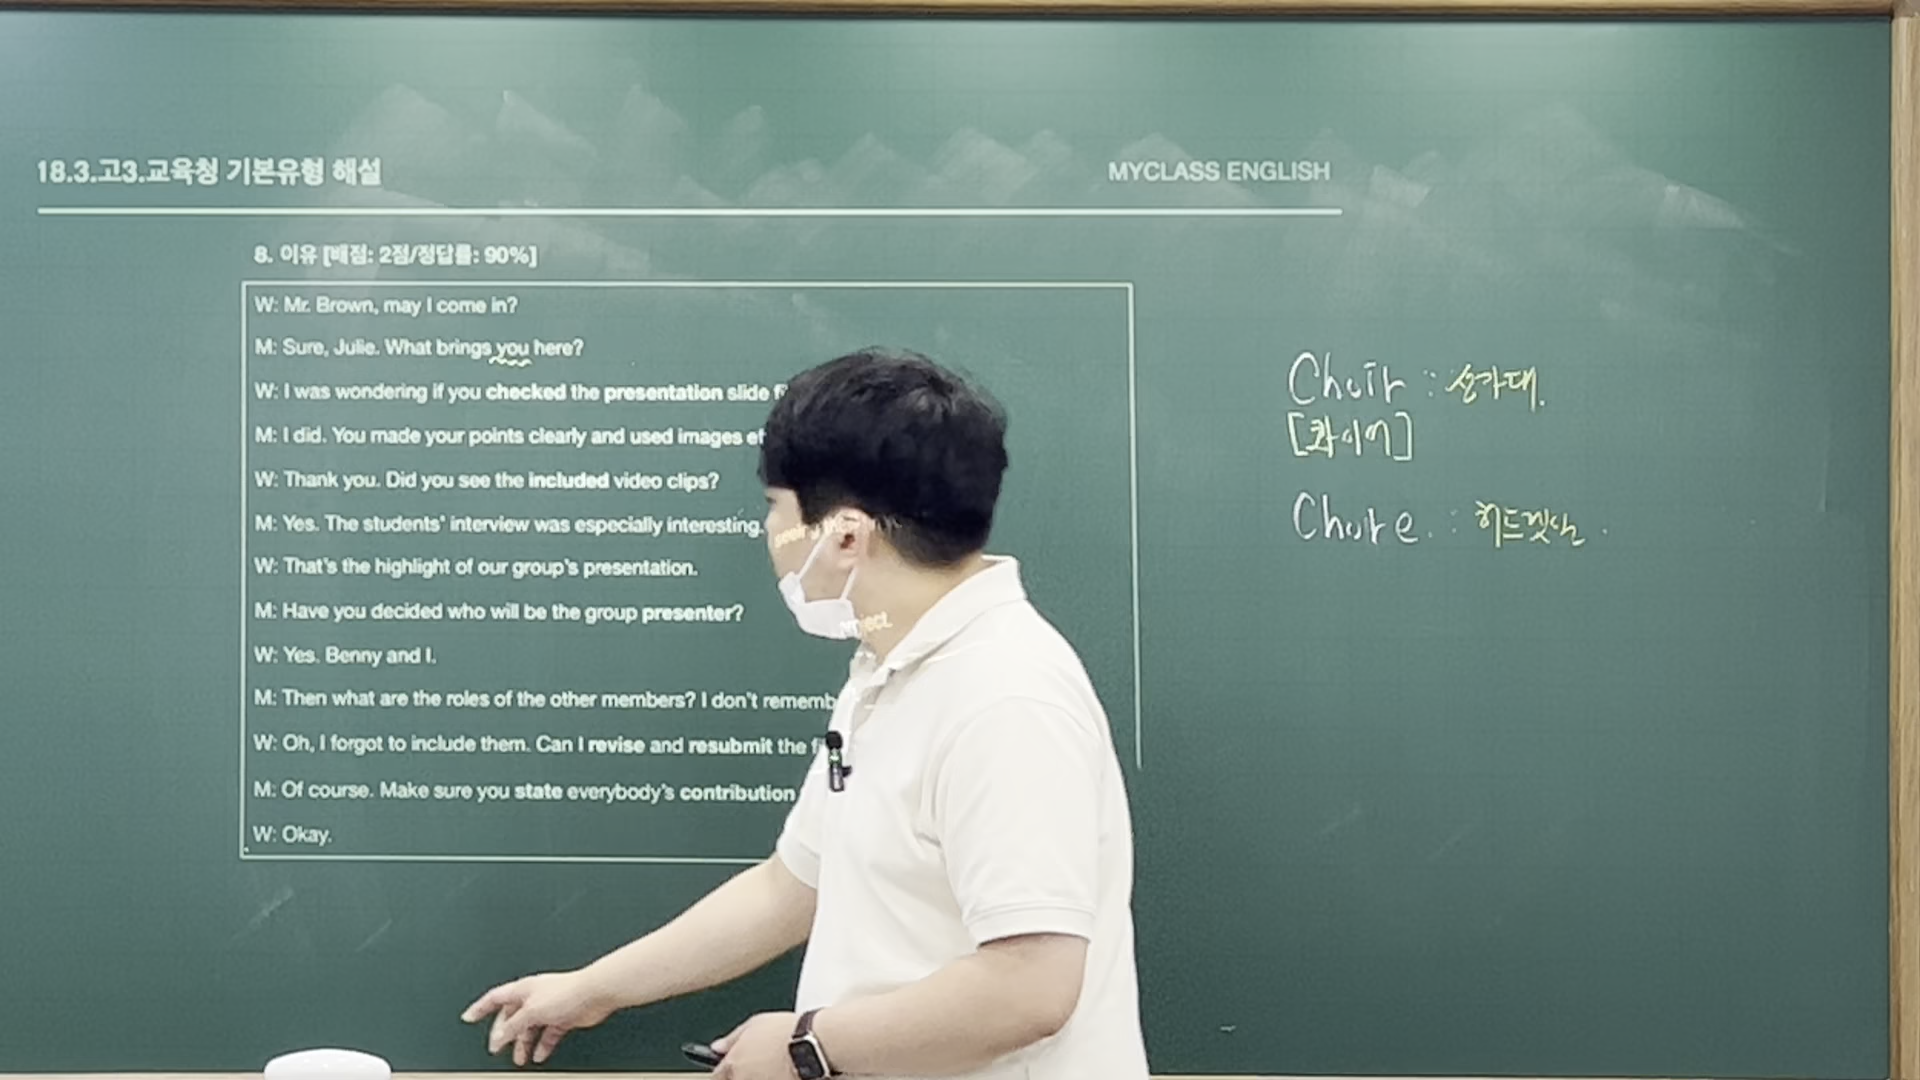 18.3.고3.교육청 기본유형 해설
MYCLASS ENGLISH
8. 이유 [배점: 2점/정답률: 90%]
W: Mr. Brown, may I come in?
M: Sure, Julie. What brings you here?
W: I was wondering if you checked the presentation slide
M: I did. You made your points clearly and used images
W: Thank you. Did you see the included video clips?
M: Yes. The students' interview was especially interesting.
W: That's the highlight of our group's presentation.
M: Have you decided who will be the group presenter?
W: Yes. Benny and I.
M: Then what are the roles of the other members? I don't rememb
W: Oh, I forgot to include them. Can I revise and resubmit the
M: Of course. Make sure you state everybody's contribution
W: Okay.
Choir : 성가대.
[콰이어]
Chore : 허드렛일.